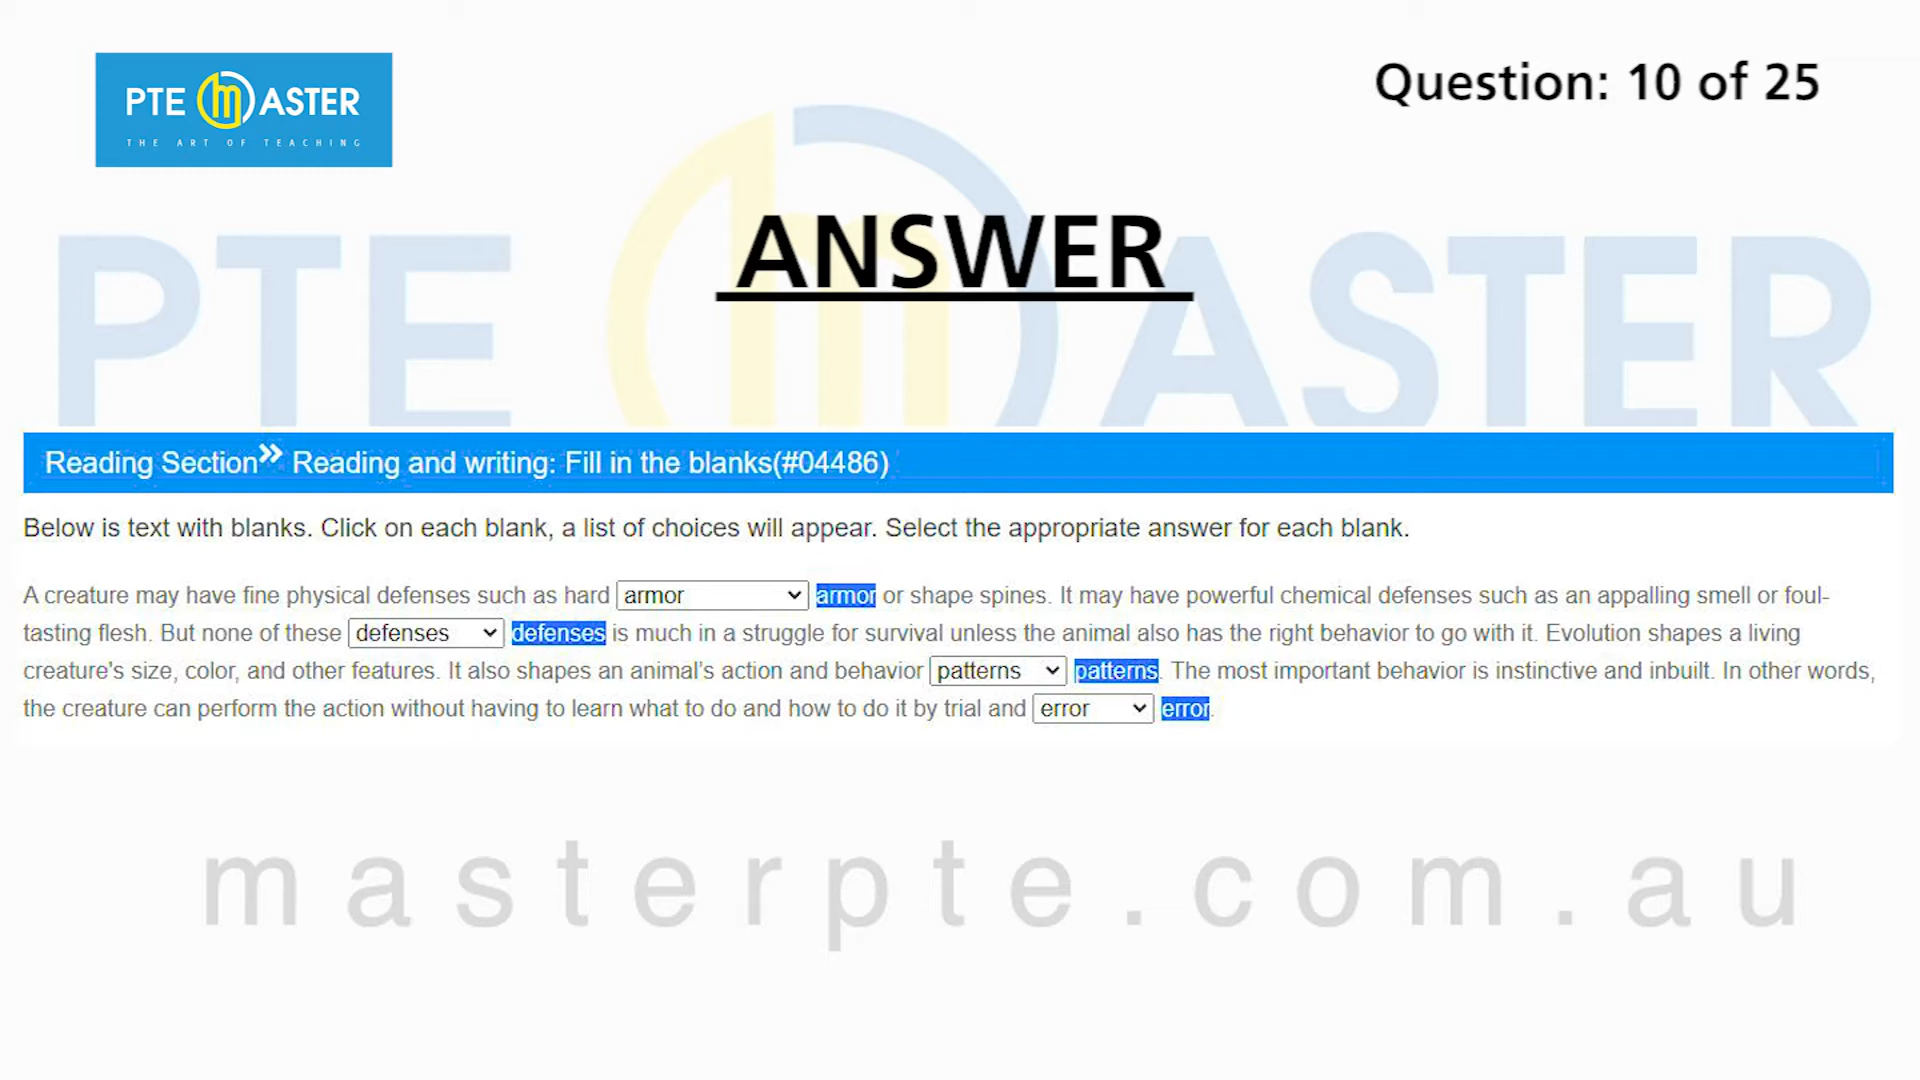 PTE MASTER
THE ART OF TEACHING
Question: 10 of 25
PTE MASTER
ANSWER
Reading Section» Reading and writing: Fill in the blanks(#04486)
Below is text with blanks. Click on each blank, a list of choices will appear. Select the appropriate answer for each blank.
A creature may have fine physical defenses such as hard armor armor or shape spines. It may have powerful chemical defenses such as an appalling smell or foul-
tasting flesh. But none of these defenses defenses is much in a struggle for survival unless the animal also has the right behavior to go with it. Evolution shapes a living
creature's size, color, and other features. It also shapes an animal's action and behavior patterns patterns. The most important behavior is instinctive and inbuilt. In other words,
the creature can perform the action without having to learn what to do and how to do it by trial and error error.
masterpte.com.au